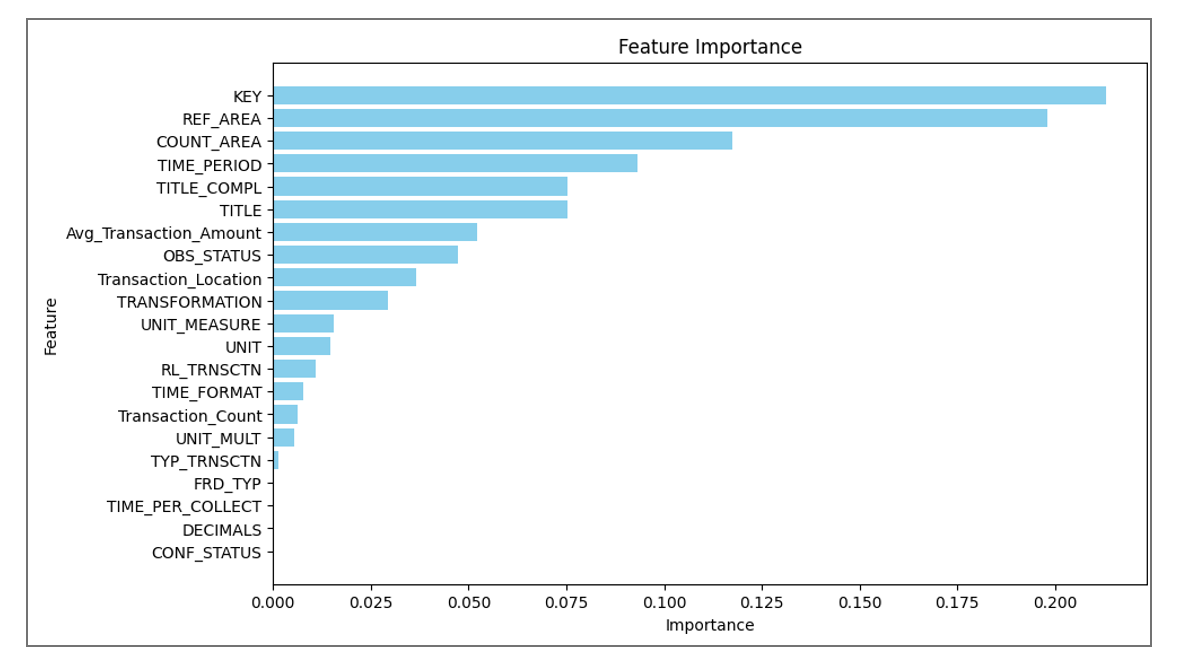 Feature Importance
KEY
REF_AREA
COUNT_AREA
TIME_PERIOD
TITLE_COMPL
TITLE
Avg_Transaction_Amount
OBS_STATUS
Transaction_Location
TRANSFORMATION
UNIT_MEASURE
UNIT
RL_TRNSCTN
TIME_FORMAT
Transaction_Count
UNIT_MULT
TYP_TRNSCTN
FRD_TYP
TIME_PER_COLLECT
DECIMALS
CONF_STATUS
Feature
0.000 0.025 0.050 0.075 0.100 0.125 0.150 0.175 0.200
Importance